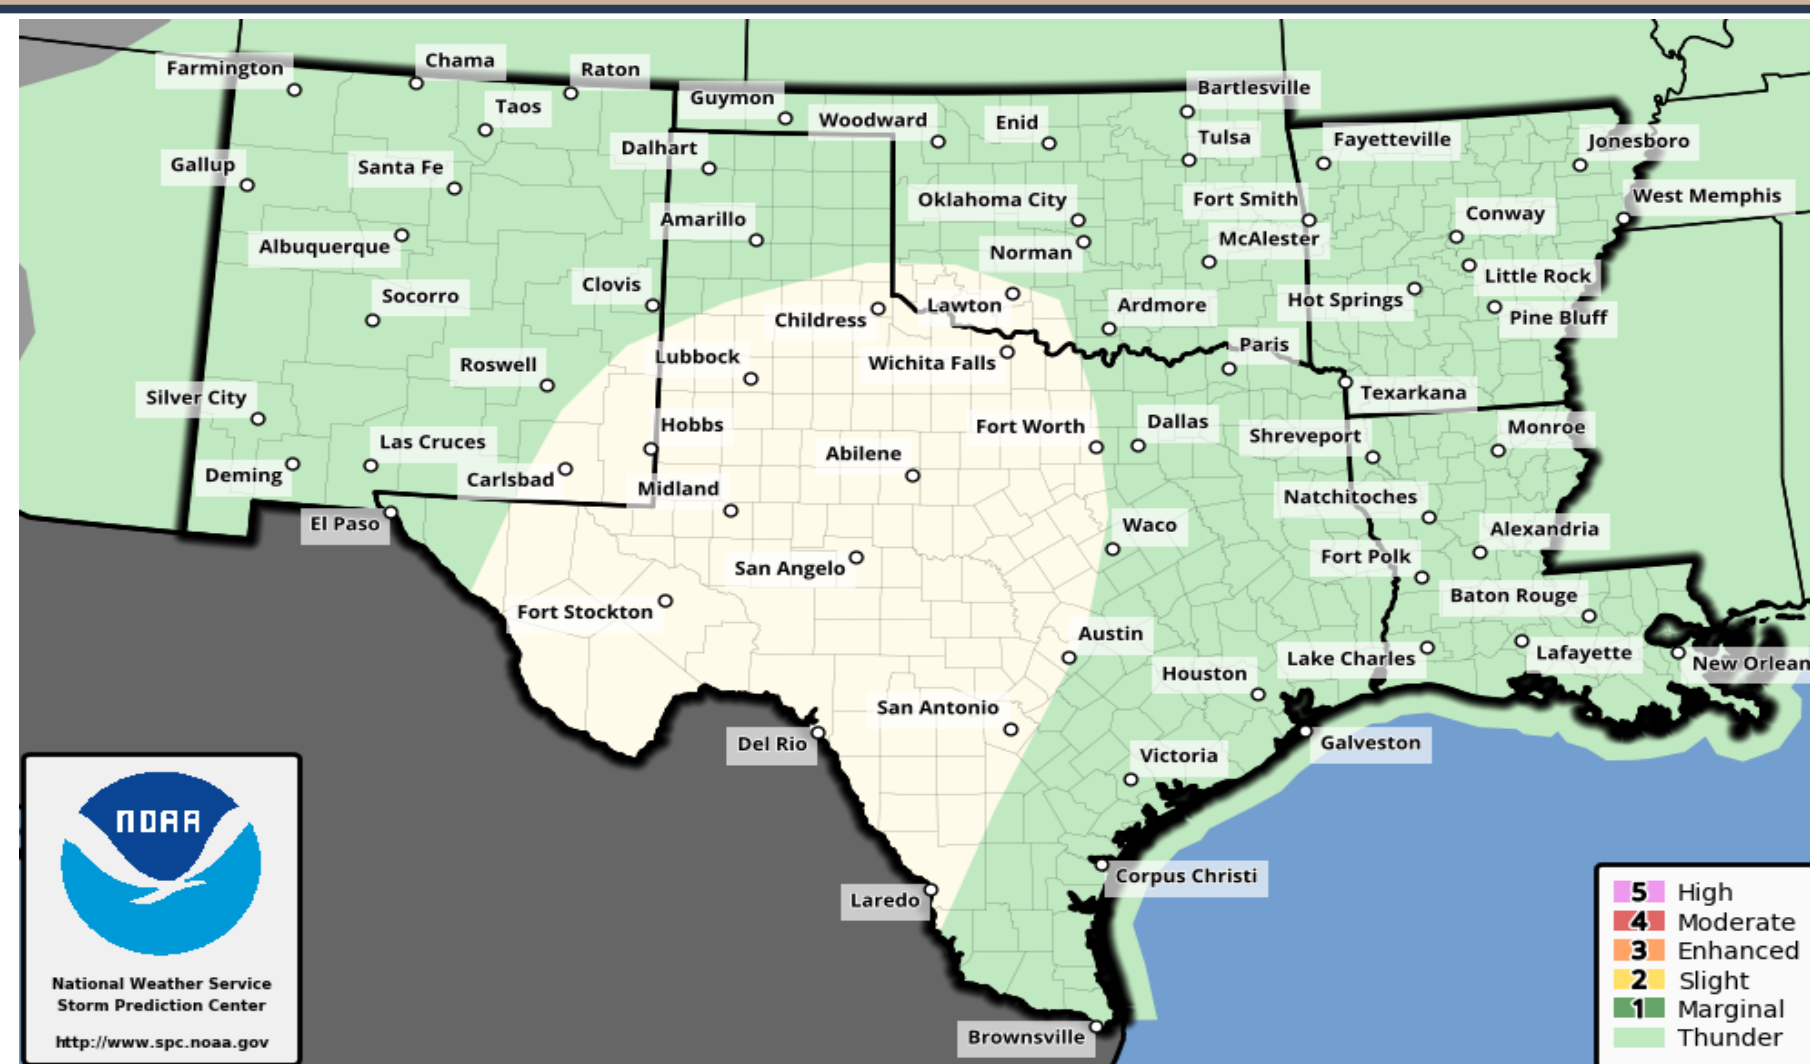 Farmington
Chama
Raton
Guymon
Bartlesville
Taos
Woodward
Enid
Tulsa
Fayetteville
Jonesboro
Gallup
Santa Fe
Dalhart
Oklahoma City
Fort Smith
West Memphis
Albuquerque
Amarillo
Norman
McAlester
Conway
Socorro
Clovis
Childress
Lawton
Ardmore
Hot Springs
Little Rock
Pine Bluff
Roswell
Lubbock
Wichita Falls
Paris
Silver City
Texarkana
Las Cruces
Hobbs
Fort Worth
Dallas
Shreveport
Monroe
Deming
Carlsbad
Midland
Abilene
Natchitoches
El Paso
Waco
Alexandria
San Angelo
Fort Polk
Fort Stockton
Baton Rouge
Austin
Lake Charles
Lafayette
New Orlean
Houston
San Antonio
Del Rio
Galveston
Victoria
Laredo
Corpus Christi
Brownsville
NOAA
National Weather Service
Storm Prediction Center
http://www.spc.noaa.gov
5 High
4 Moderate
3 Enhanced
2 Slight
1 Marginal
Thunder